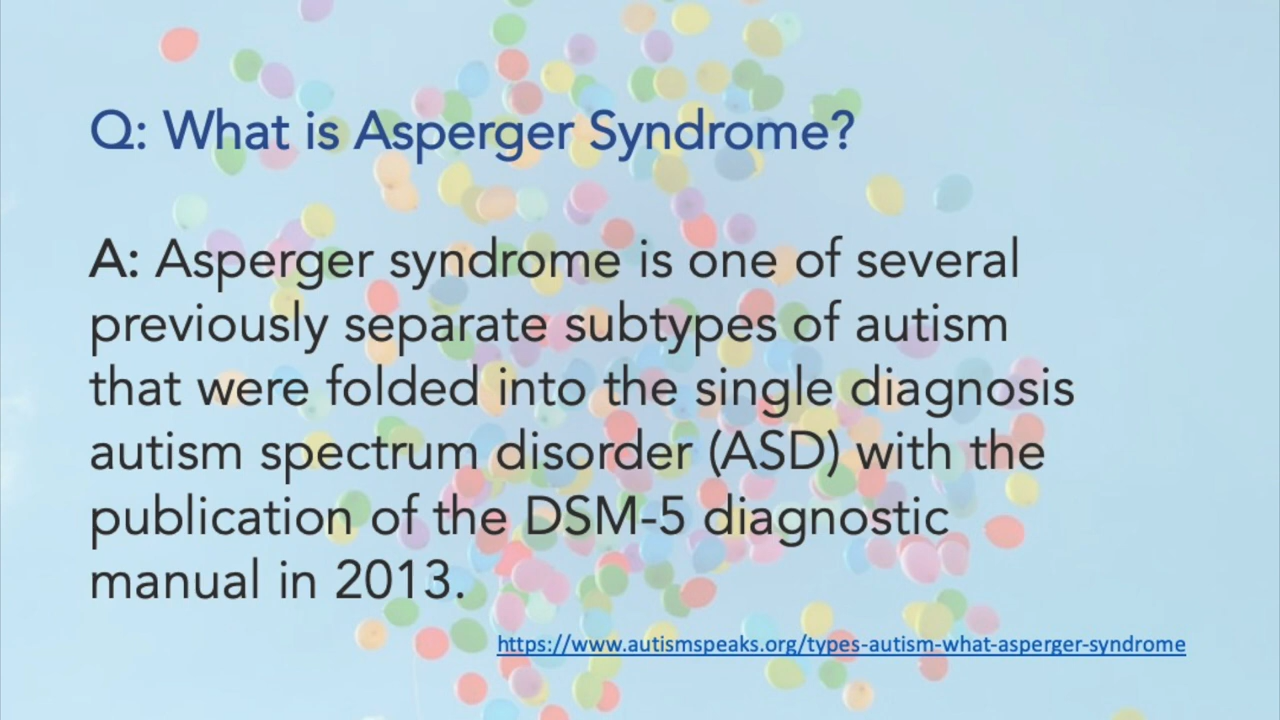 Q: What is Asperger Syndrome?
A: Asperger syndrome is one of several
previously separate subtypes of autism
that were folded into the single diagnosis
autism spectrum disorder (ASD) with the
publication of the DSM-5 diagnostic
manual in 2013.
https://www.autismspeaks.org/types-autism-what-asperger-syndrome